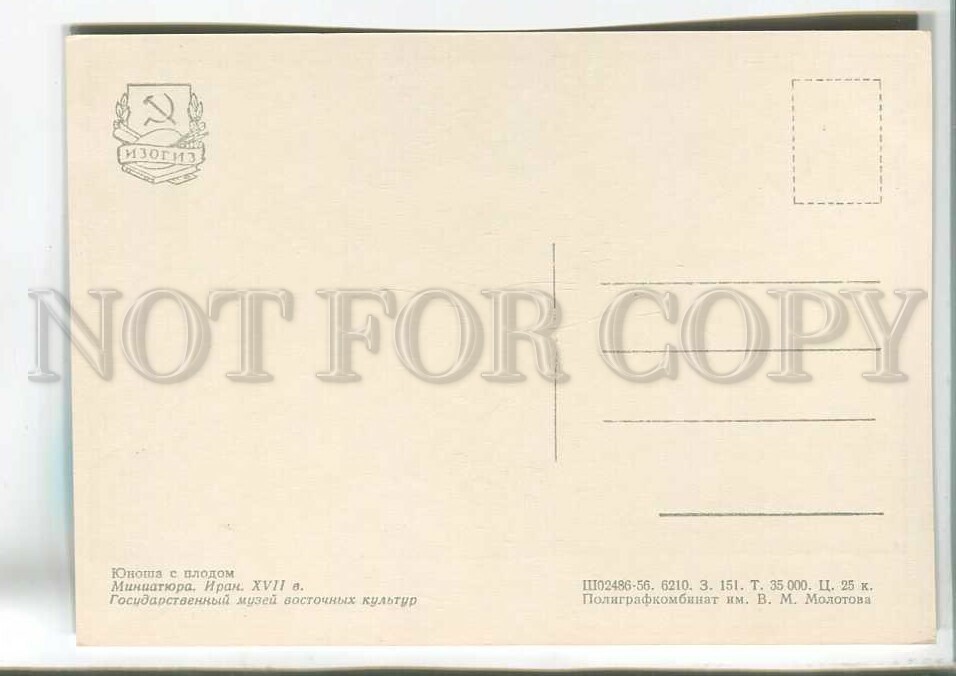 ИЗОГИЗ
NOT FOR COPY
Юноша с плодом
Миниатюра. Иран. XVII в.
Государственный музей восточных культур
Ш02486-56. 6210. З. 151. Т. 35 000. Ц. 25 к.
Полиграфкомбинат им. В. М. Молотова